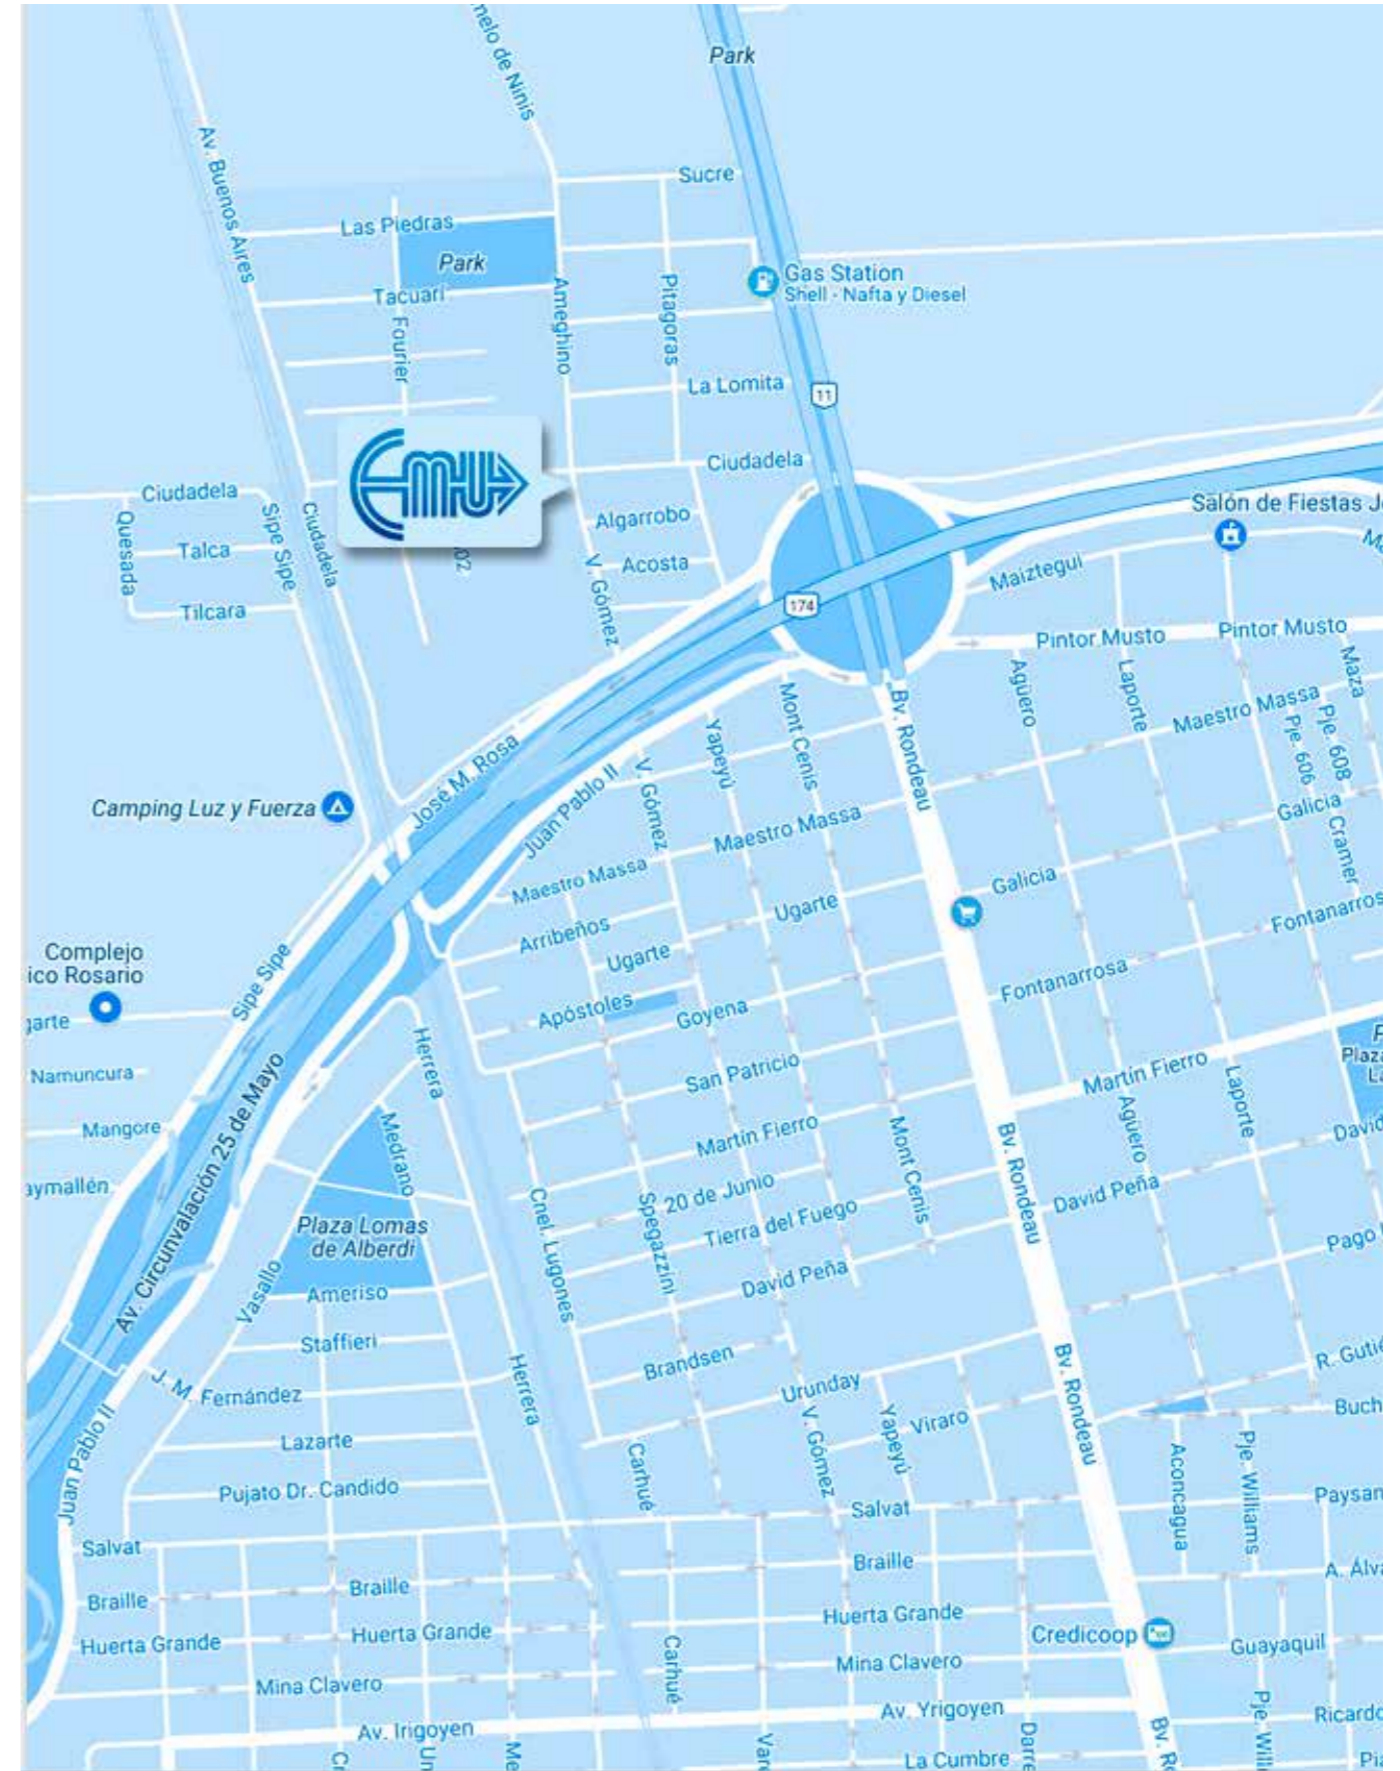 Park
Av. Buenos Aires
Sucre
Las Piedras
Park
Gas Station
Shell - Nafta y Diesel
Tacuarí
Fourier
Ameghino
Pitagoras
La Lomita
11
Ciudadela
EMU
Ciudadela
Ciudadela
Sipe Sipe
Quesada
Talca
Tilcara
Algarrobo
Acosta
V. Gómez
174
Salón de Fiestas
Maiztegui
Pintor Musto
Pintor Musto
Agüero
Laporte
Maza
Maestro Massa
Pje. 606
Pje. 608
Mont Cenis
Yapeyú
Bv. Rondeau
José M. Rosa
Juan Pablo II
V. Gómez
Camping Luz y Fuerza
Maestro Massa
Maestro Massa
Galicia
Cramer
Galicia
Arribeños
Ugarte
Ugarte
Complejo
Rosario
Sipe Sipe
Fontanarrosa
Apóstoles
Goyena
Namuncura
Herrera
San Patricio
Martín Fierro
Laporte
Mangore
Medrano
Martin Fierro
Mont Cenis
Bv. Rondeau
Agüero
David
Av. Circunvalación 25 de Mayo
Plaza Lomas
de Alberdi
Cnel. Lugones
Spegazzini
20 de Junio
Tierra del Fuego
David Peña
David Peña
Pago
Vasallo
Ameriso
Staffieri
J. M. Fernández
Herrera
Brandsen
Urunday
V. Gómez
Yapeyú
Viraro
Bv. Rondeau
Lazarte
Pujato Dr. Candido
Juan Pablo II
Carhué
Salvat
Aconcagua
Pje. Williams
Salvat
Braille
Braille
Braille
Huerta Grande
Huerta Grande
Huerta Grande
Credicoop
Guayaquil
Mina Clavero
Carhué
Mina Clavero
Av. Irigoyen
Av. Yrigoyen
La Cumbre